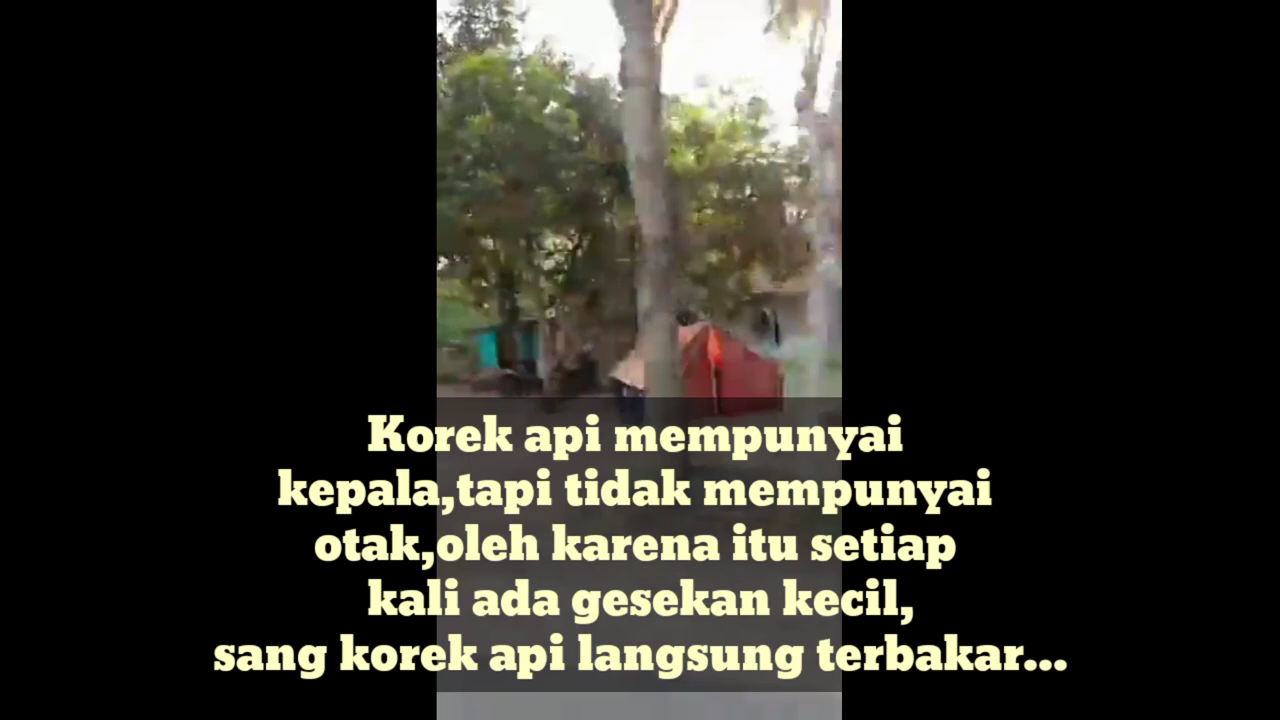 Korek api mempunyai
kepala,tapi tidak mempunyai
otak,oleh karena itu setiap
kali ada gesekan kecil,
sang korek api langsung terbakar...